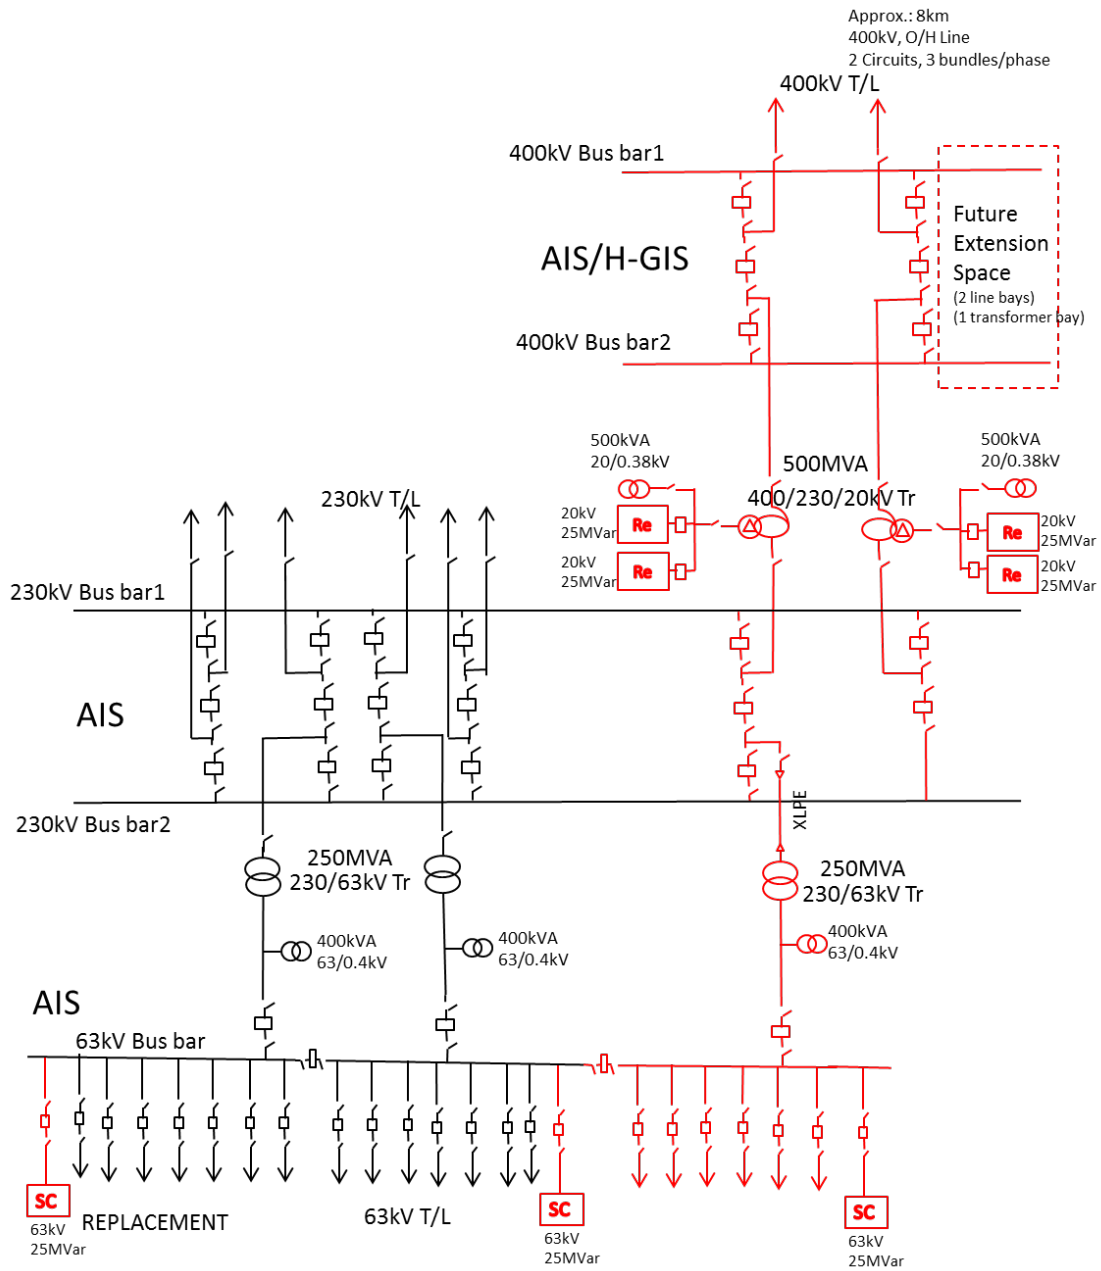 Approx.: 8km
400kV, O/H Line
2 Circuits, 3 bundles/phase
400kV T/L
400kV Bus bar1
Future
Extension
Space
(2 line bays)
(1 transformer bay)
AIS/H-GIS
400kV Bus bar2
500kVA
20/0.38kV
500MVA
400/230/20kV Tr
500kVA
20/0.38kV
230kV T/L
20kV
25MVar
Re
20kV
25MVar
Re
Re
20kV
25MVar
Re
20kV
25MVar
230kV Bus bar1
AIS
230kV Bus bar2
XLPE
250MVA
230/63kV Tr
250MVA
230/63kV Tr
400kVA
63/0.4kV
400kVA
63/0.4kV
400kVA
63/0.4kV
AIS
63kV Bus bar
SC
63kV
25MVar
REPLACEMENT
63kV T/L
SC
63kV
25MVar
SC
63kV
25MVar